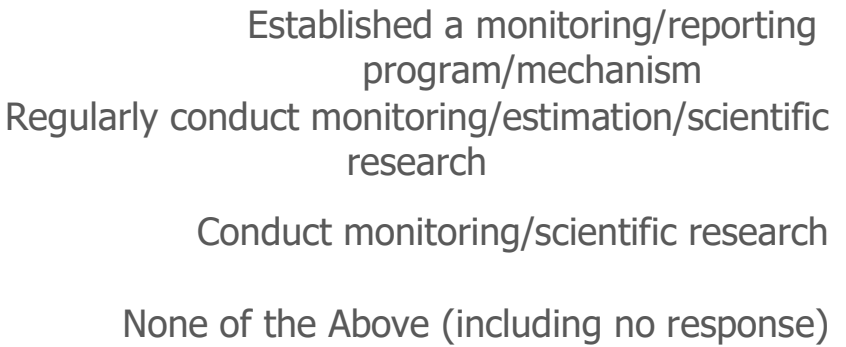 Established a monitoring/reporting
program/mechanism
Regularly conduct monitoring/estimation/scientific
research
Conduct monitoring/scientific research
None of the Above (including no response)